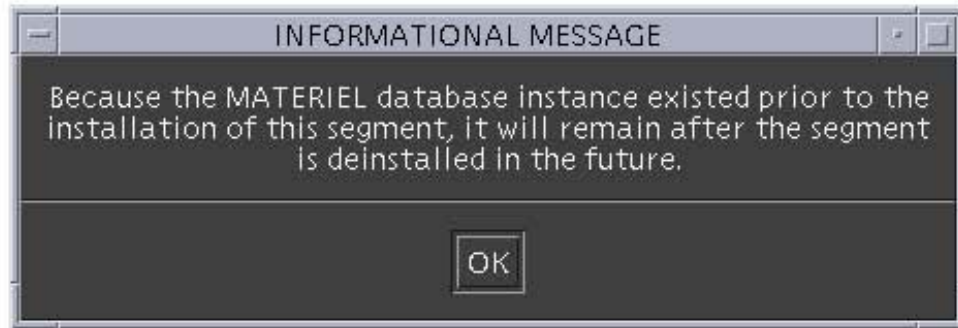 INFORMATIONAL MESSAGE
Because the MATERIEL database instance existed prior to the
installation of this segment, it will remain after the segment
is deinstalled in the future.
OK